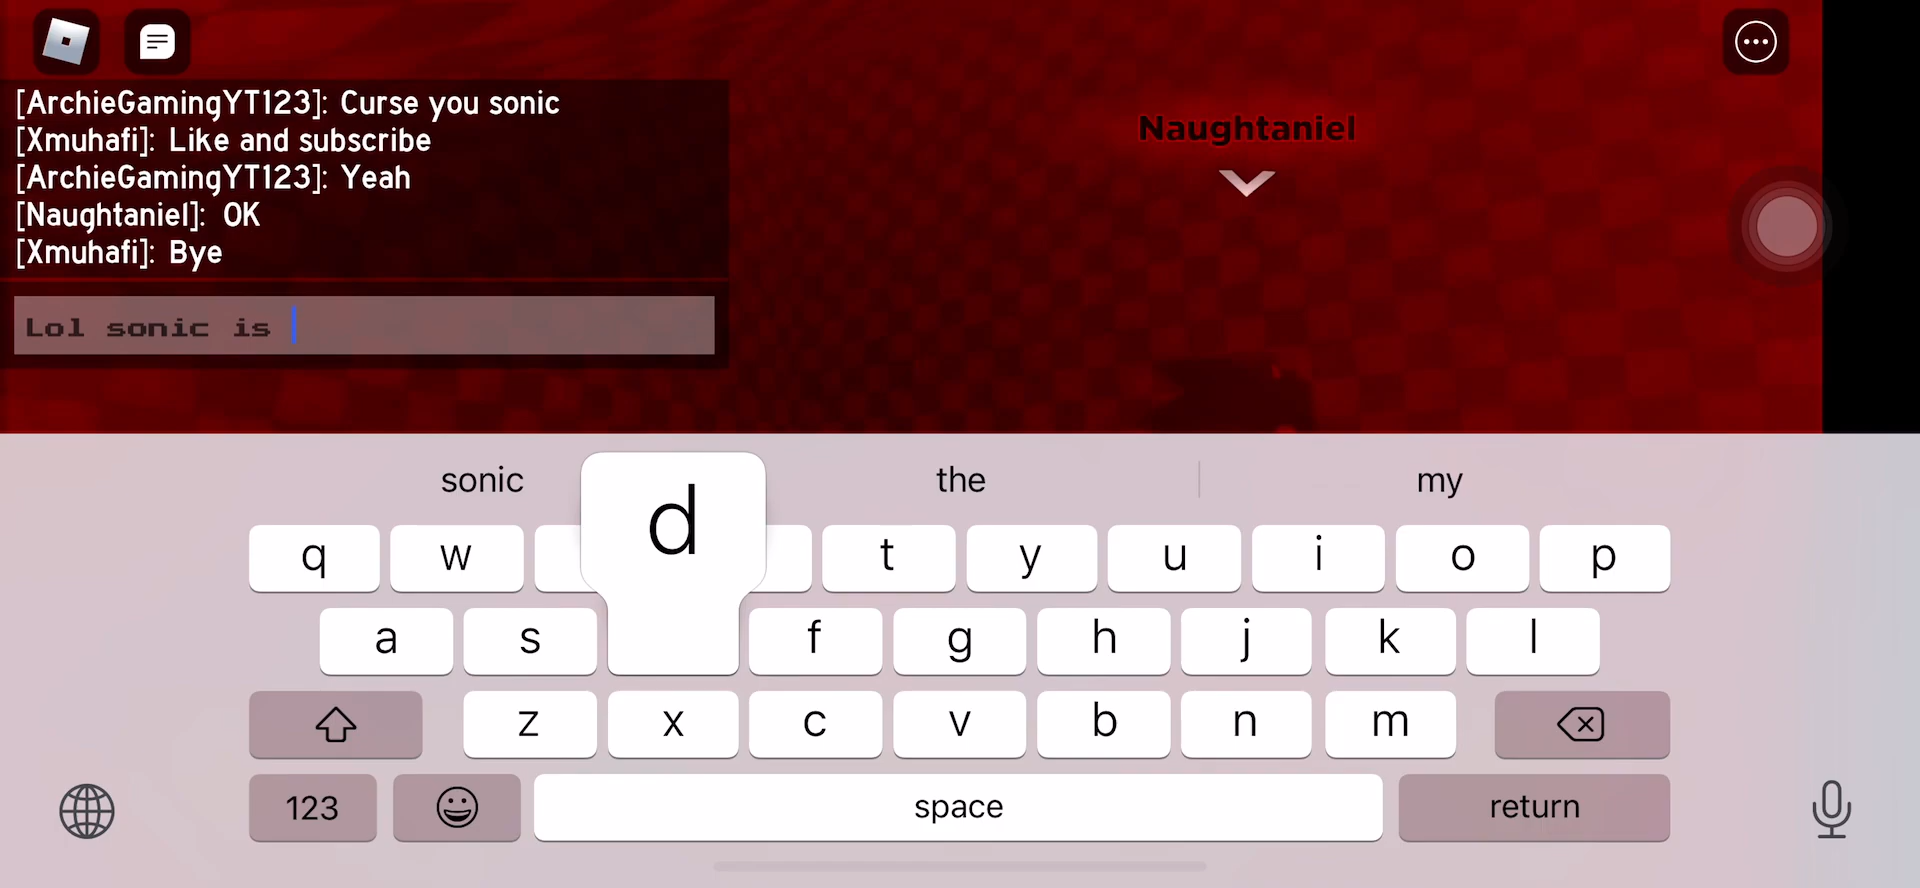 [ArchieGamingYT123]: Curse you sonic
[Xmuhafi]: Like and subscribe
[ArchieGamingYT123]: Yeah
[Naughtaniel]: OK
[Xmuhafi]: Bye
Naughtaniel
Lol sonic is
sonic the my
d
q w t y u i o p
a s f g h j k l
z x c v b n m
123 space return